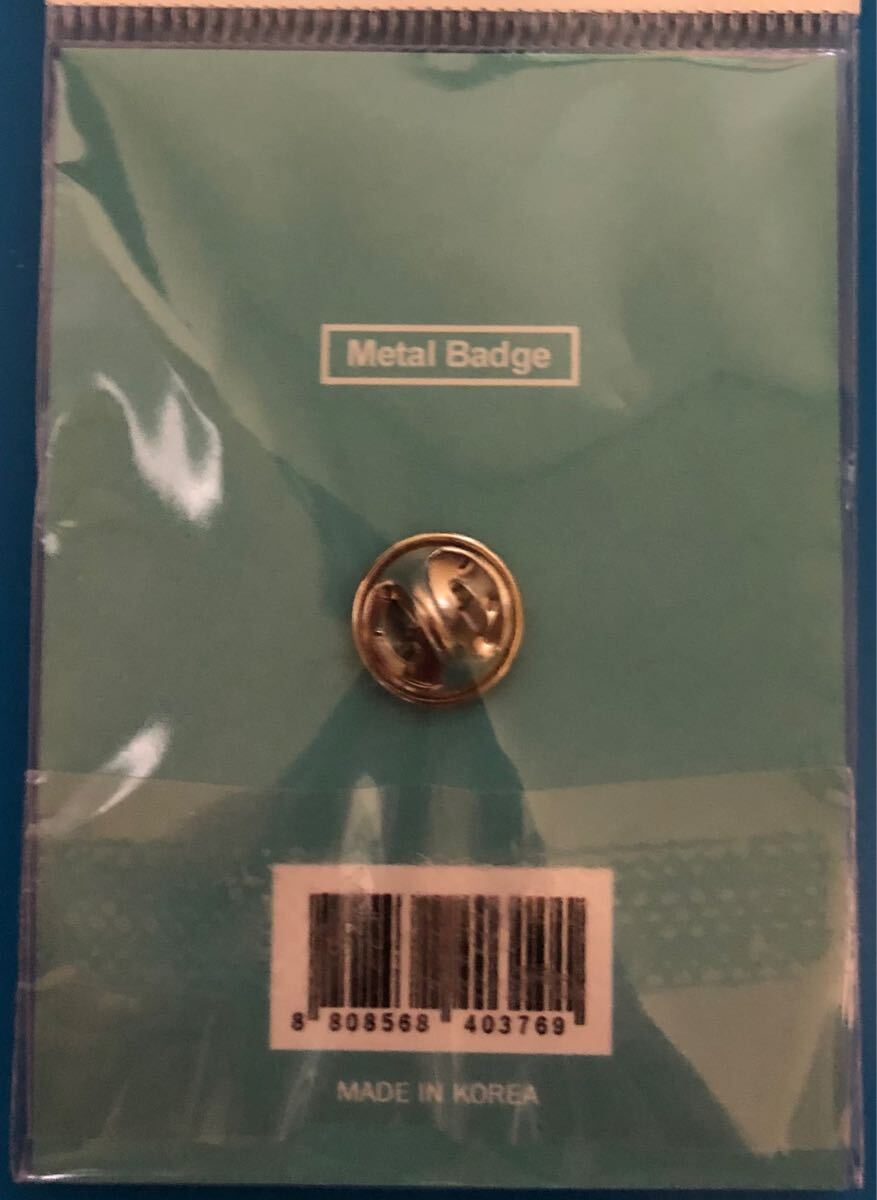 Metal Badge
8 808568 403769
MADE IN KOREA